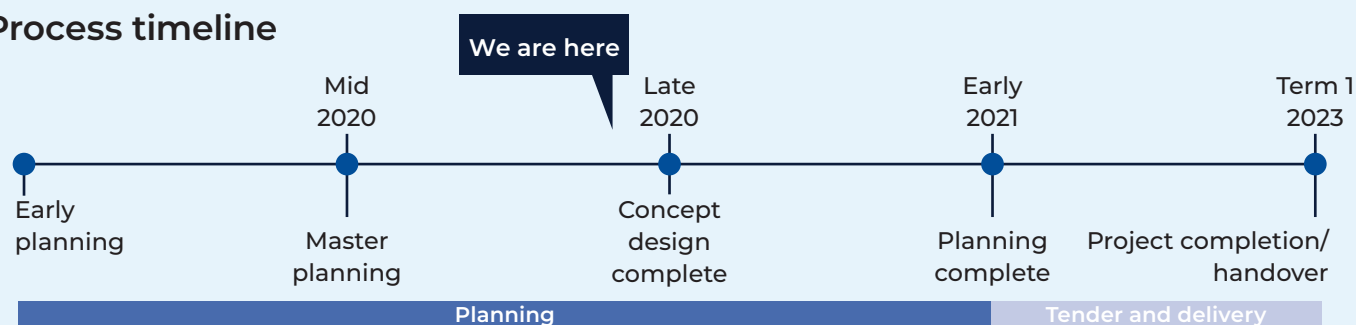 Process timeline
We are here
Mid
2020
Late
2020
Early
2021
Term 1
2023
Early
planning
Master
planning
Concept
design
complete
Planning
complete
Project completion/
handover
Planning
Tender and delivery